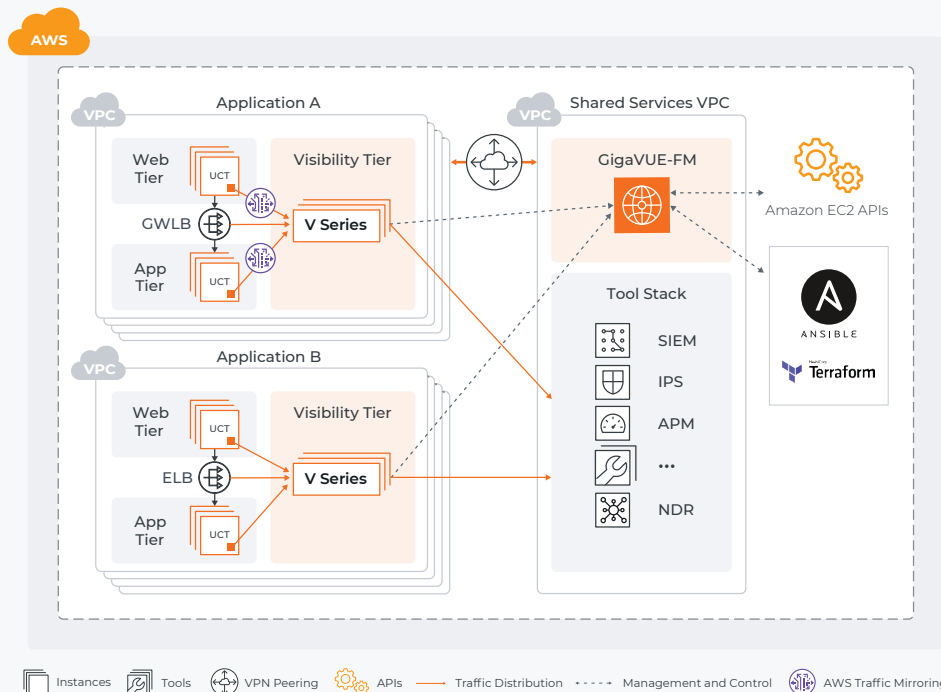 AWS
VPC
Application A
Web
Tier
UCT
GWLB
App
Tier
UCT
Visibility Tier
V Series
VPC
Application B
Web
Tier
UCT
ELB
App
Tier
UCT
Visibility Tier
V Series
VPC
Shared Services VPC
GigaVUE-FM
Tool Stack
SIEM
IPS
APM
...
NDR
Amazon EC2 APIs
ANSIBLE
HashiCorp
Terraform
Instances
Tools
VPN Peering
APIs
Traffic Distribution
Management and Control
AWS Traffic Mirroring